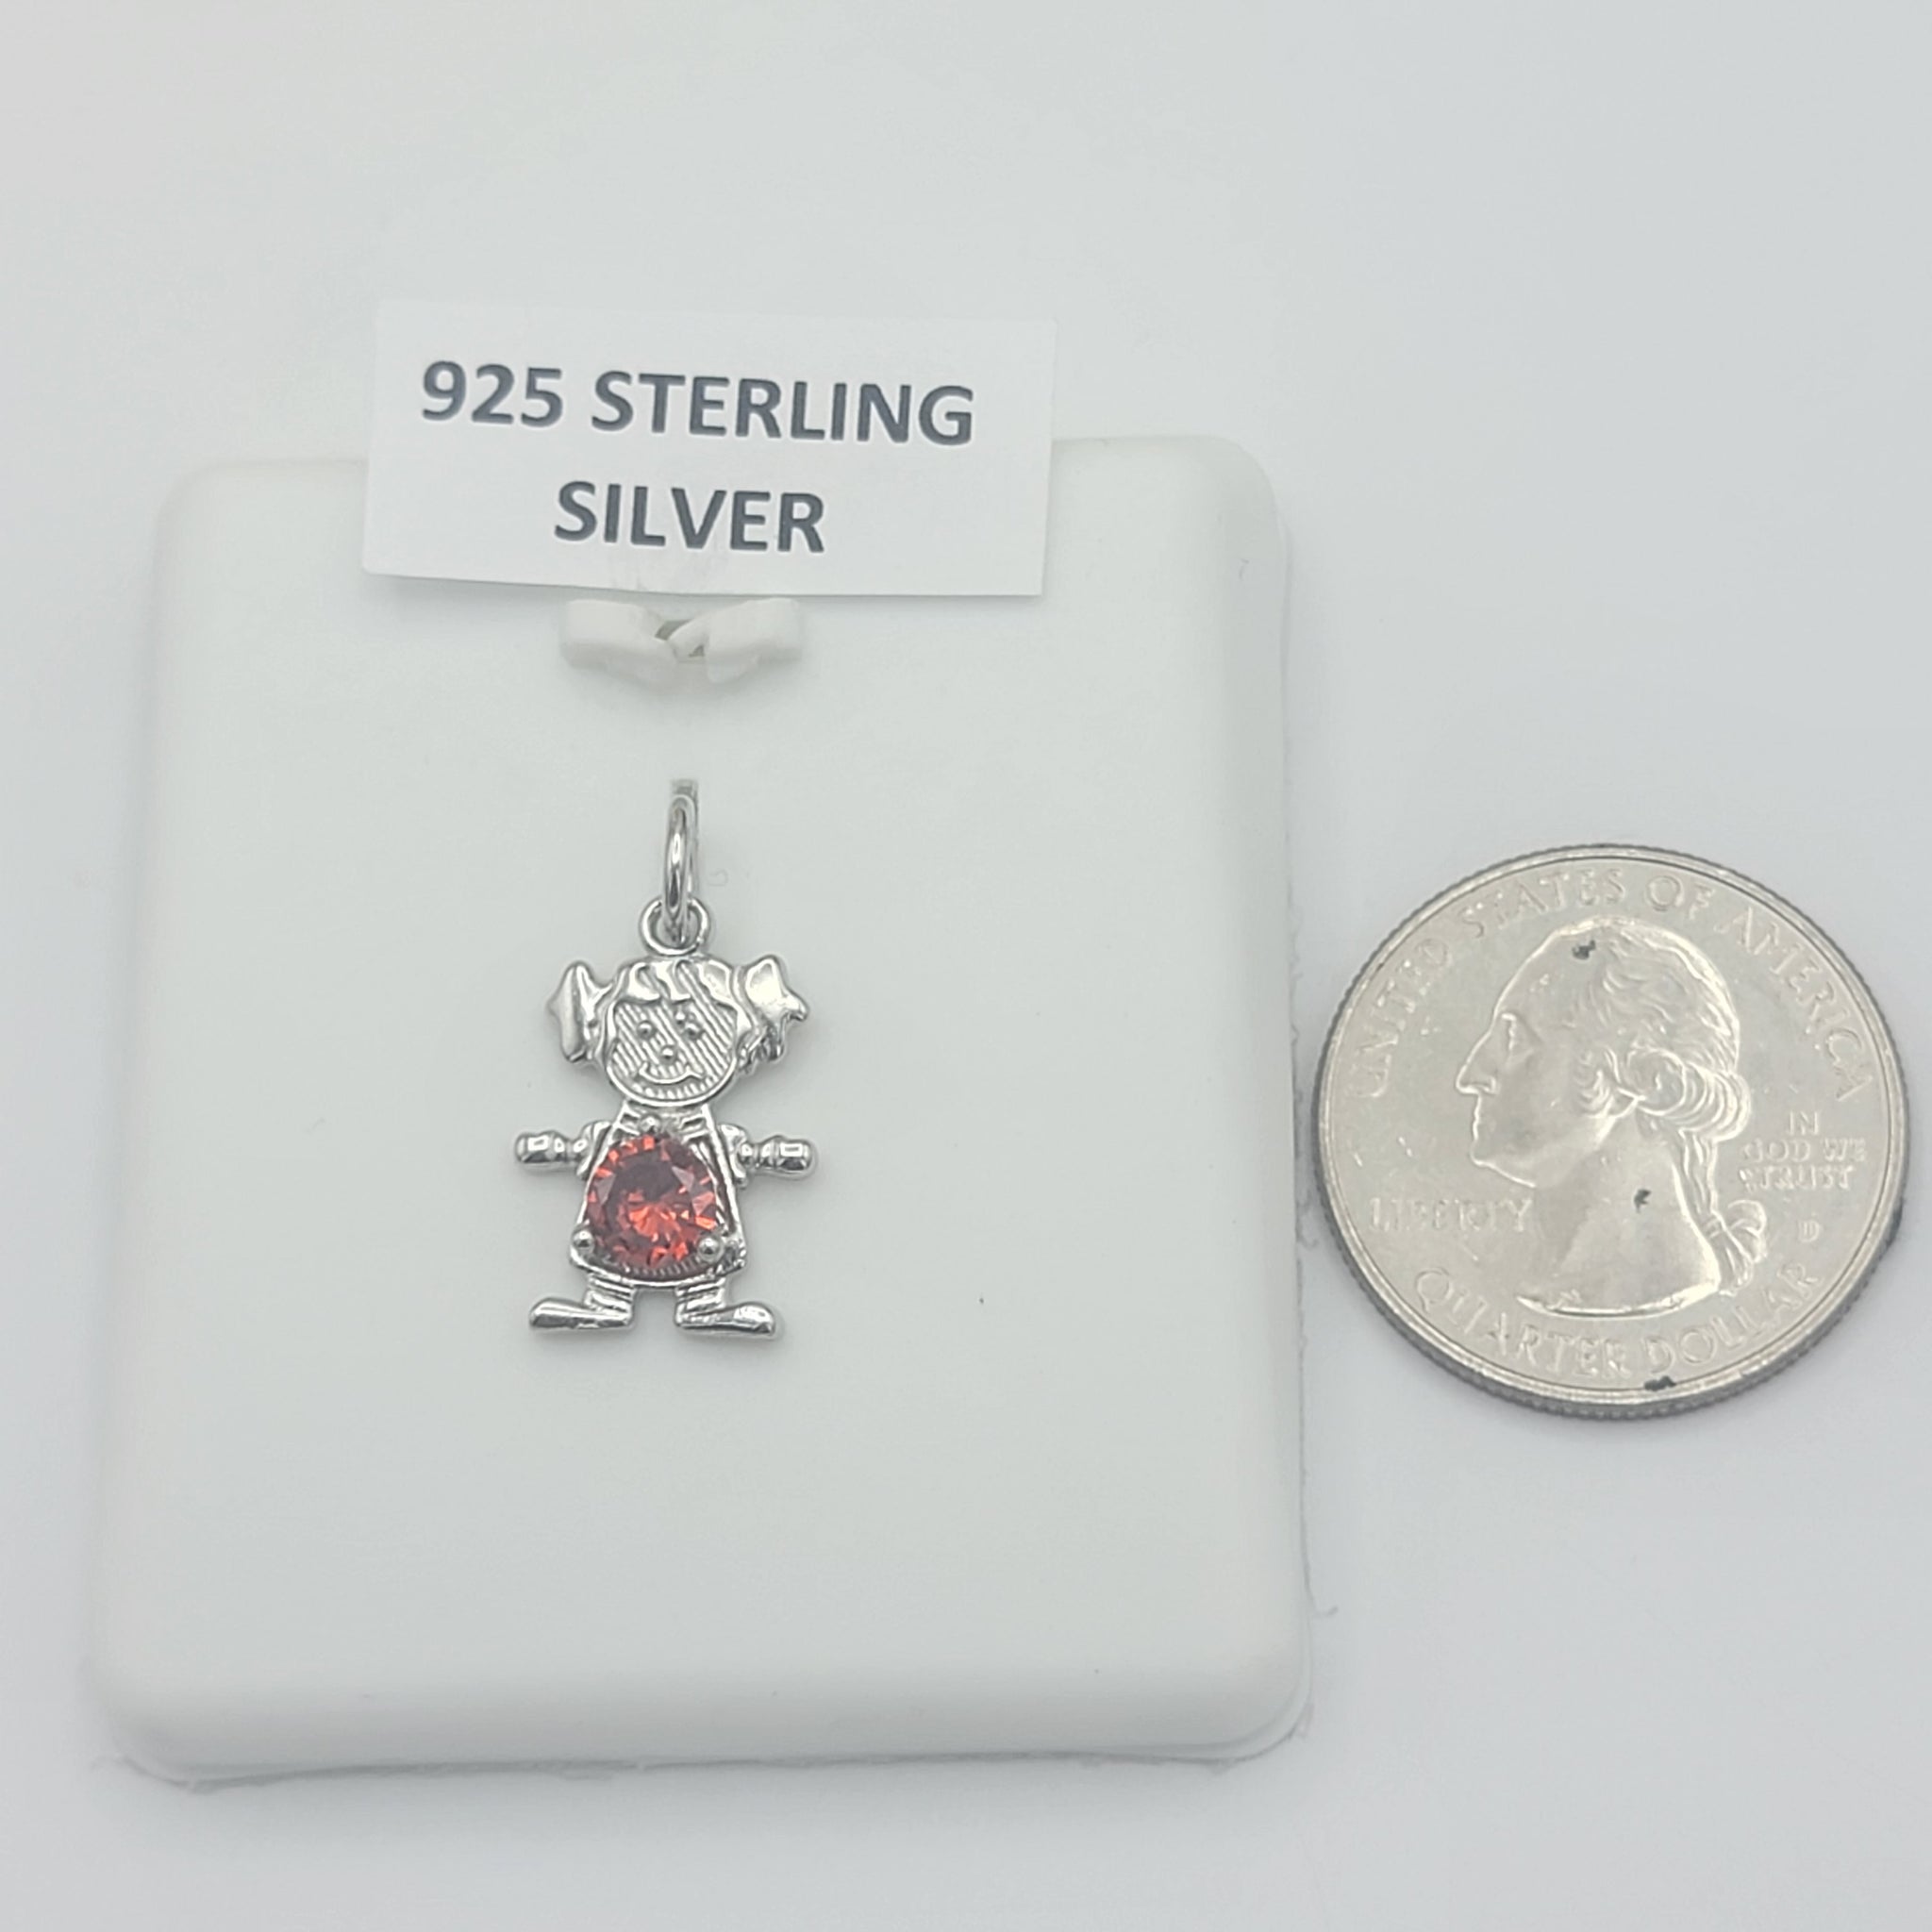 925 STERLING
SILVER
UNITED STATES OF AMERICA
IN
GOD WE
TRUST
LIBERTY
D
QUARTER DOLLAR